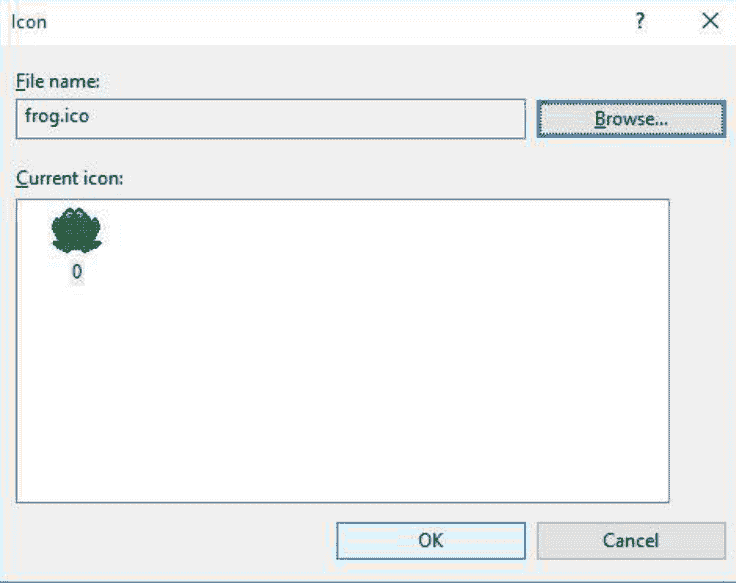 Icon ?
File name:
frog.ico Browse...
Current icon:
0
OK Cancel